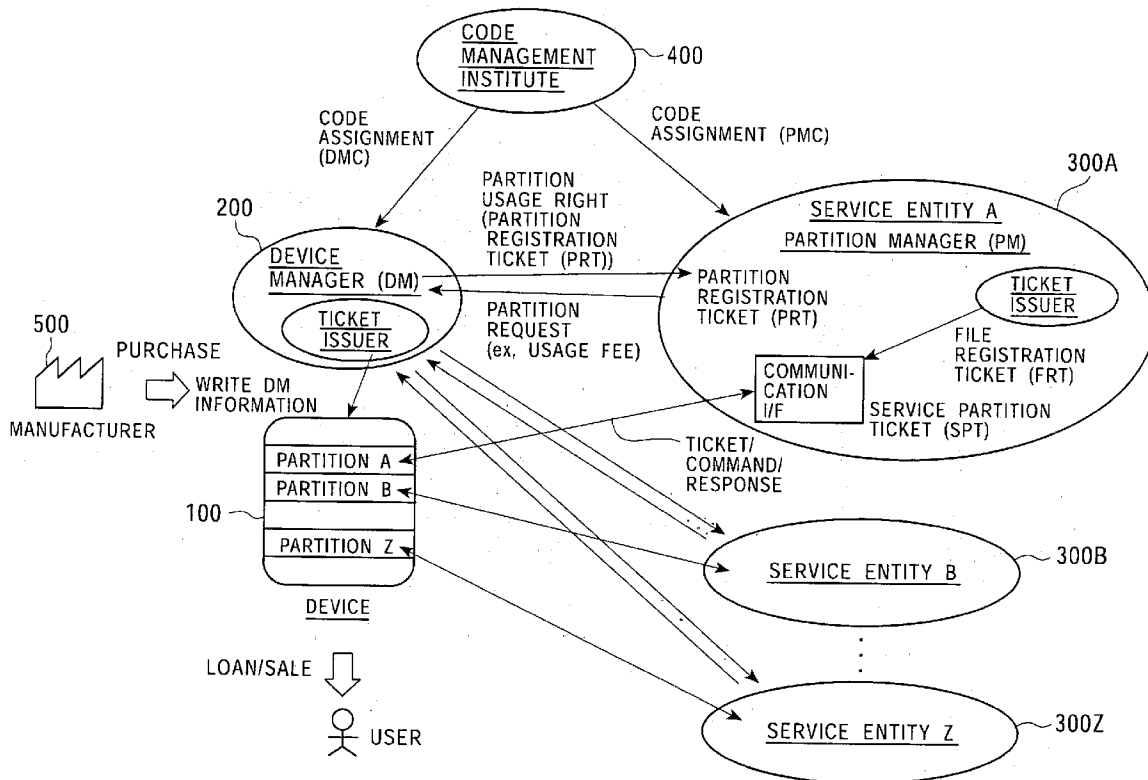 CODE
MANAGEMENT
INSTITUTE
400
CODE
ASSIGNMENT
(DMC)
CODE
ASSIGNMENT (PMC)
300A
200
PARTITION
USAGE RIGHT
(PARTITION
REGISTRATION
TICKET (PRT))
SERVICE ENTITY A
PARTITION MANAGER (PM)
DEVICE
MANAGER (DM)
TICKET
ISSUER
PARTITION
REQUEST
(ex, USAGE FEE)
PARTITION
REGISTRATION
TICKET (PRT)
TICKET
ISSUER
FILE
REGISTRATION
TICKET (FRT)
COMMUNI-
CATION
I/F
SERVICE PARTITION
TICKET (SPT)
500
PURCHASE
MANUFACTURER
WRITE DM
INFORMATION
TICKET/
COMMAND/
RESPONSE
PARTITION A
PARTITION B
100
PARTITION Z
DEVICE
SERVICE ENTITY B
300B
LOAN/SALE
USER
SERVICE ENTITY Z
300Z